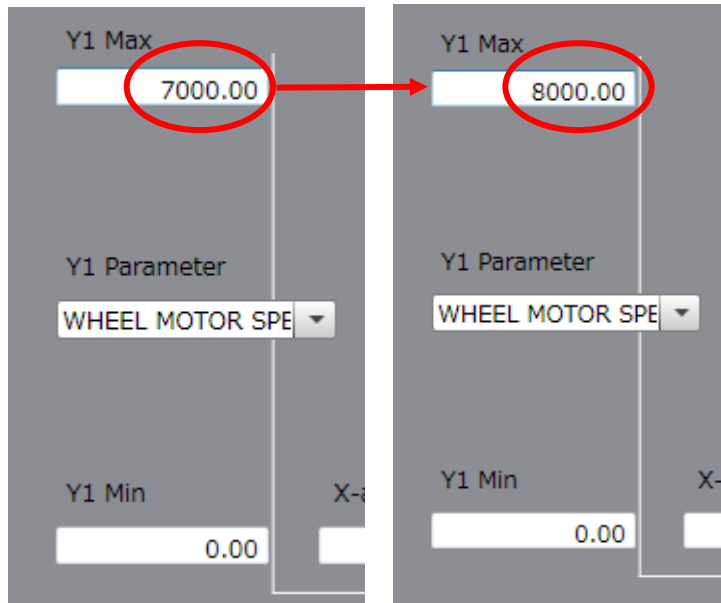 Y1 Max
7000.00
Y1 Parameter
WHEEL MOTOR SPE
Y1 Min
X-a
0.00
Y1 Max
8000.00
Y1 Parameter
WHEEL MOTOR SPE
Y1 Min
X-
0.00